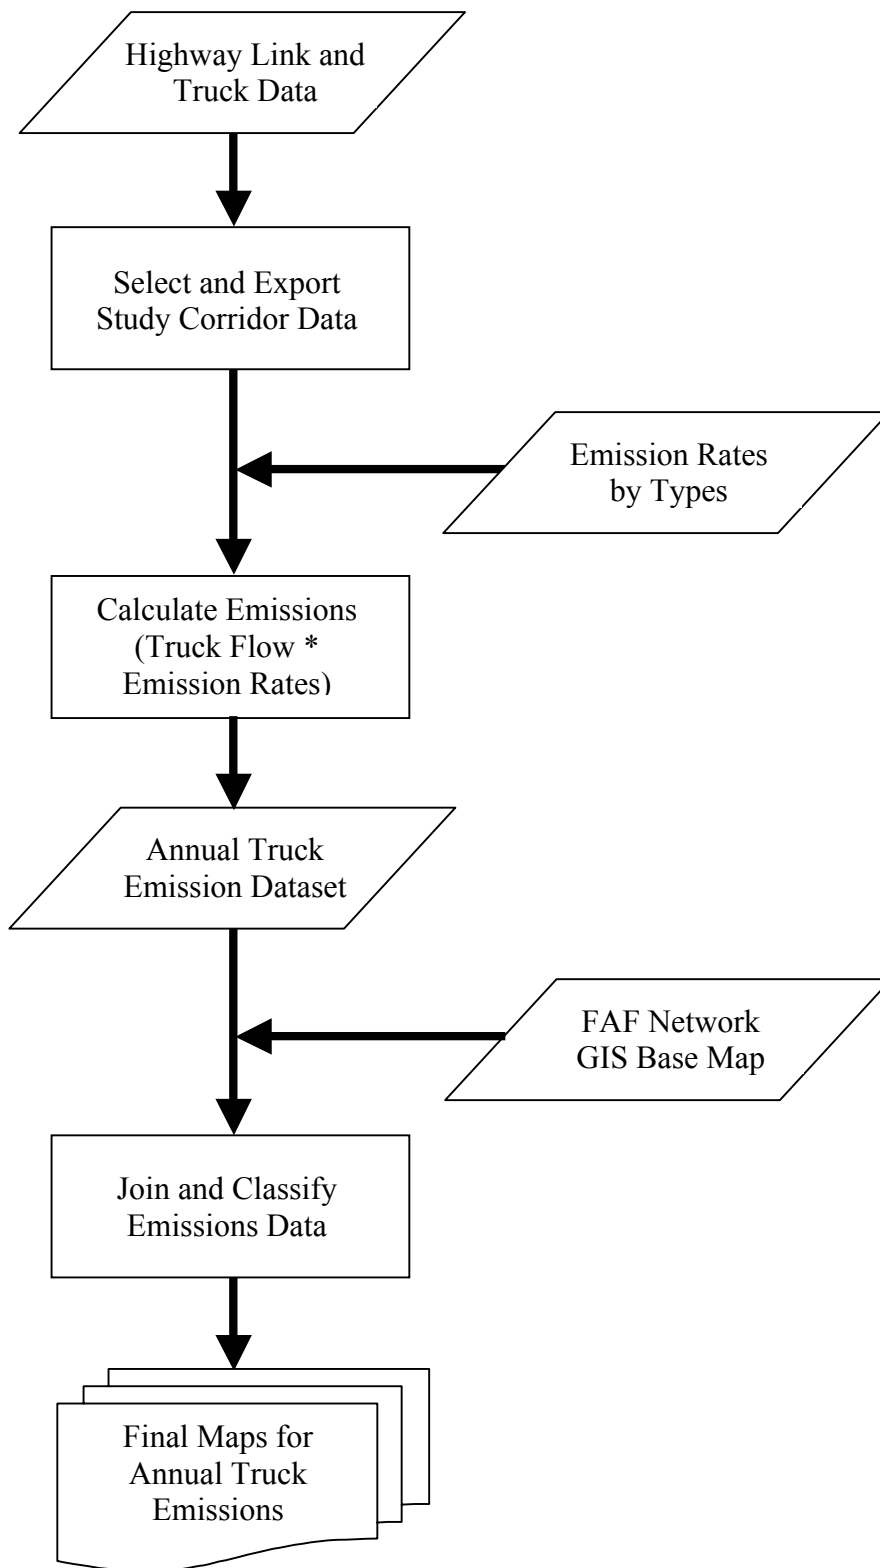 Highway Link and
Truck Data
Select and Export
Study Corridor Data
Emission Rates
by Types
Calculate Emissions
(Truck Flow *
Emission Rates)
Annual Truck
Emission Dataset
FAF Network
GIS Base Map
Join and Classify
Emissions Data
Final Maps for
Annual Truck
Emissions